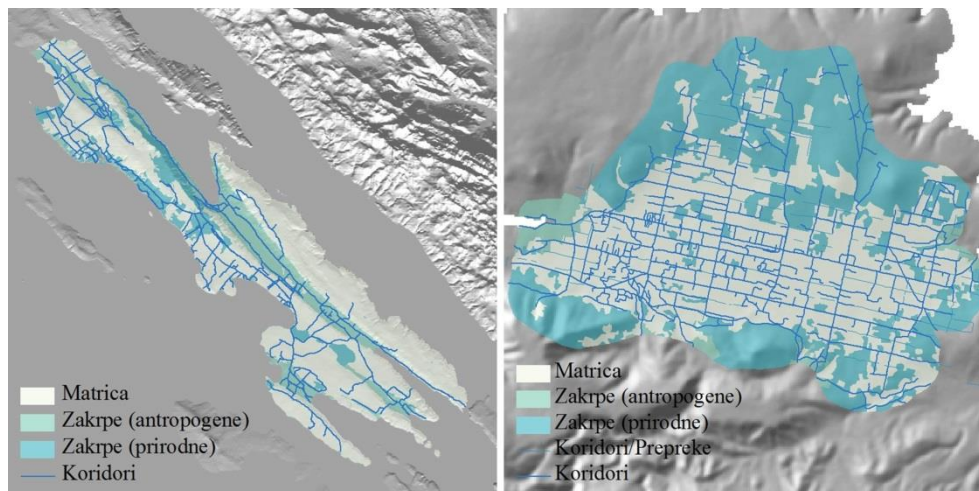 Matrica
Zakrpe (antropogene)
Zakrpe (prirodne)
Koridori
Matrica
Zakrpe (antropogene)
Zakrpe (prirodne)
Koridori/Prepreke
Koridori